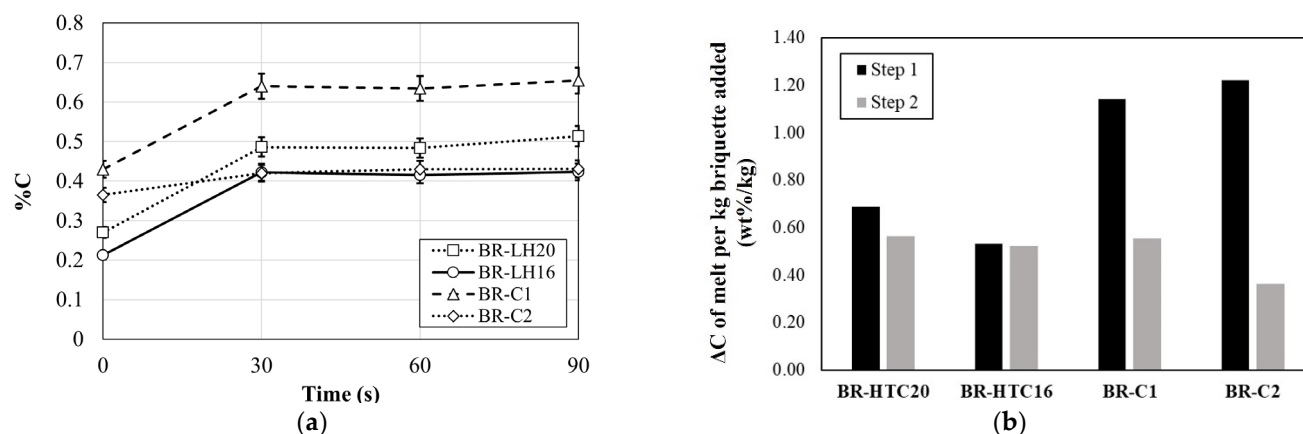 0.8
0.7
0.6
0.5
0.4
0.3
0.2
0.1
0
%C
0
30
60
90
Time (s)
BR-LH20
BR-LH16
BR-C1
BR-C2
(a)
1.40
1.20
1.00
0.80
0.60
0.40
0.20
0.00
ΔC of melt per kg briquette added
(wt%/kg)
Step 1
Step 2
BR-HTC20
BR-HTC16
BR-C1
BR-C2
(b)